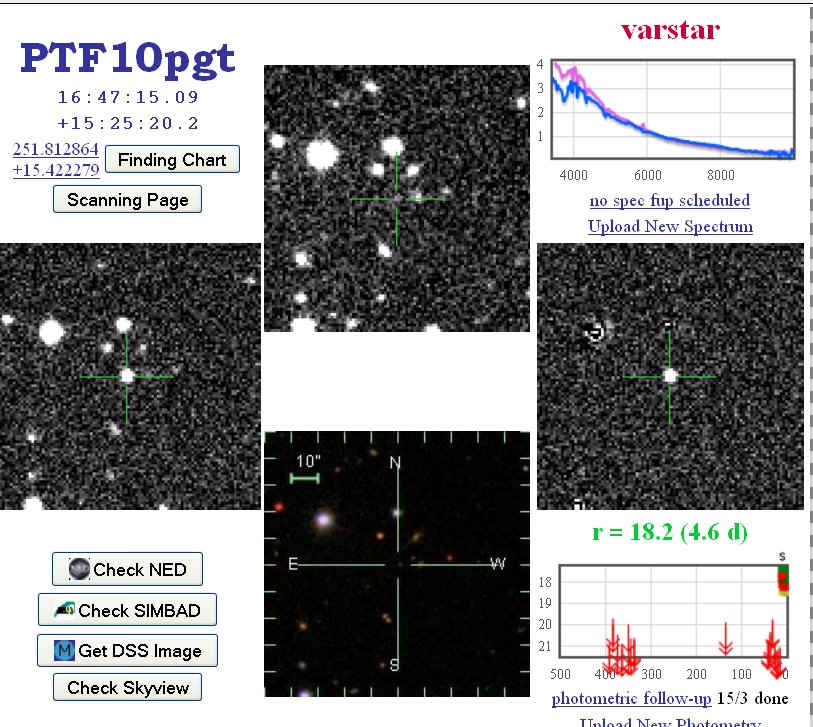 PTF10pgt
16:47:15.09
+15:25:20.2
251.812864
+15.422279
Finding Chart
Scanning Page
varstar
4
3
2
1
4000 6000 8000
no spec fup scheduled
Upload New Spectrum
10"
N
E W
S
r = 18.2 (4.6 d)
S
18
19
20
21
500 400 300 200 100 0
photometric follow-up 15/3 done
Upload New Photometry
Check NED
Check SIMBAD
M Get DSS Image
Check Skyview